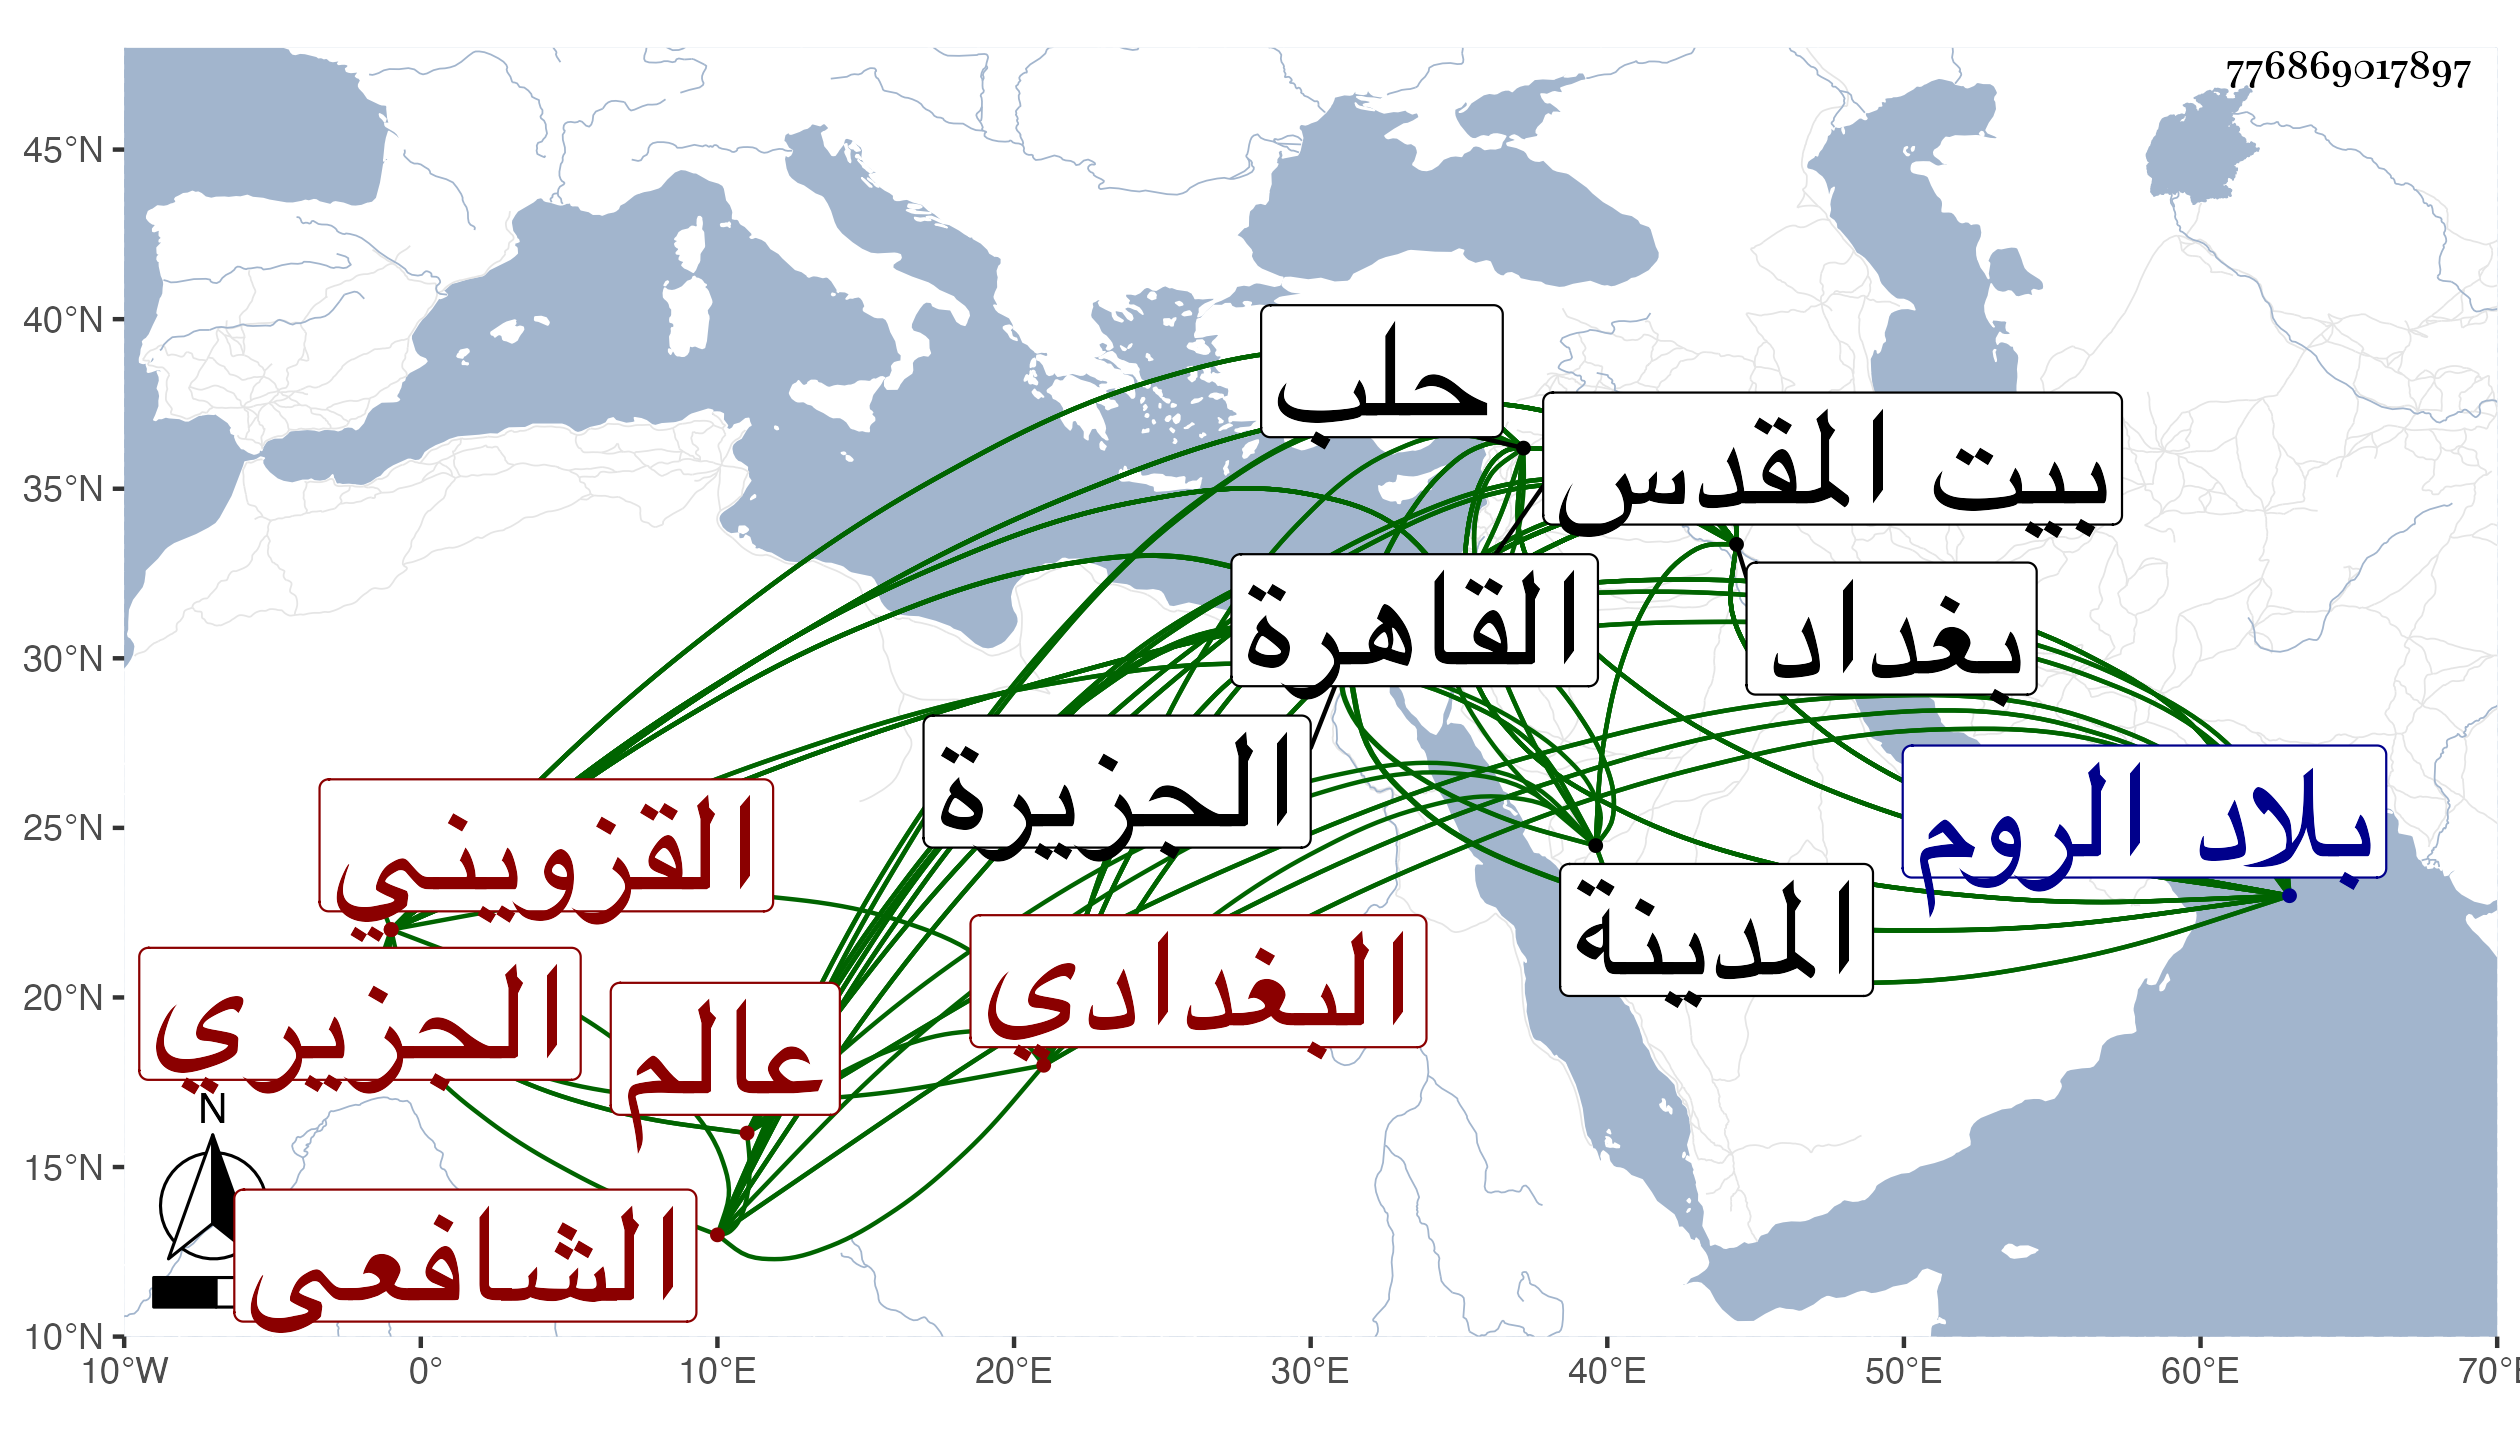 776869017897
45°N
40°N
35°N
30°N
25°N
20°N
15°N
10°N
10°W
0°
10°E
20°E
30°E
40°E
50°E
60°E
70°E
حلب
بيت المقدس
القاهرة
بغداد
الجزيرة
بلاد الروم
المدينة
القزويني
البغدادي
الجزيري
عالم
الشافعي
N